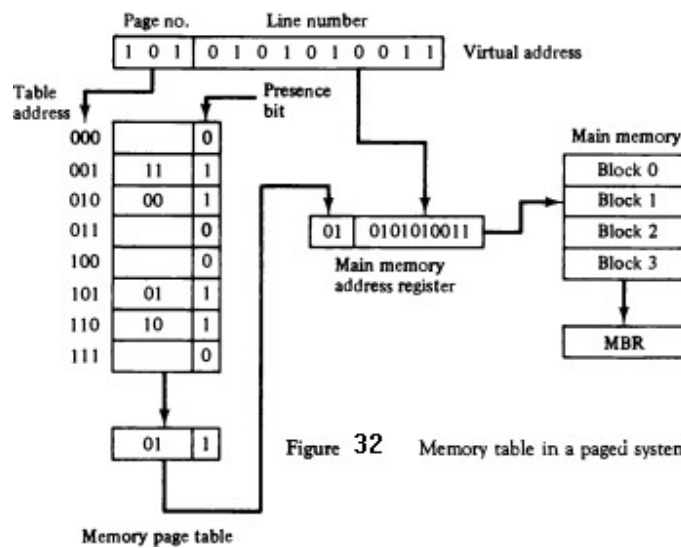 Page no. Line number
1 0 1 0 1 0 1 0 1 0 0 1 1 Virtual address
Table address
Presence bit
000 0
001 11 1
010 00 1
011 0
100 0
101 01 1
110 10 1
111 0
01 1
Memory page table
01 0101010011
Main memory address register
Main memory
Block 0
Block 1
Block 2
Block 3
MBR
Figure 32 Memory table in a paged system